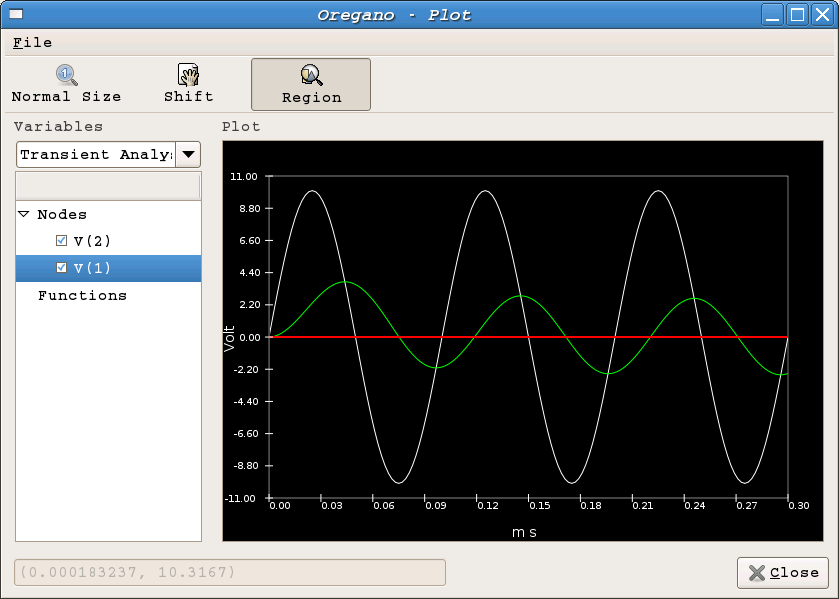 Oregano - Plot
File
Normal Size
Shift
Region
Variables
Plot
Transient Analy
Nodes
V(2)
V(1)
Functions
11.00
8.80
6.60
4.40
2.20
0.00
-2.20
-4.40
-6.60
-8.80
-11.00
Volt
0.00 0.03 0.06 0.09 0.12 0.15 0.18 0.21 0.24 0.27 0.30
m s
(0.000183237, 10.3167)
Close